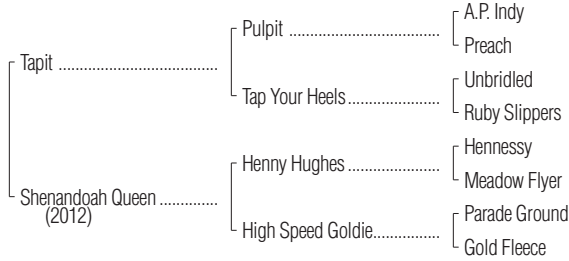 A.P. Indy
Pulpit
Preach
Tapit
Unbridled
Tap Your Heels
Ruby Slippers
Hennessy
Henny Hughes
Meadow Flyer
Shenandoah Queen
(2012)
Parade Ground
High Speed Goldie
Gold Fleece